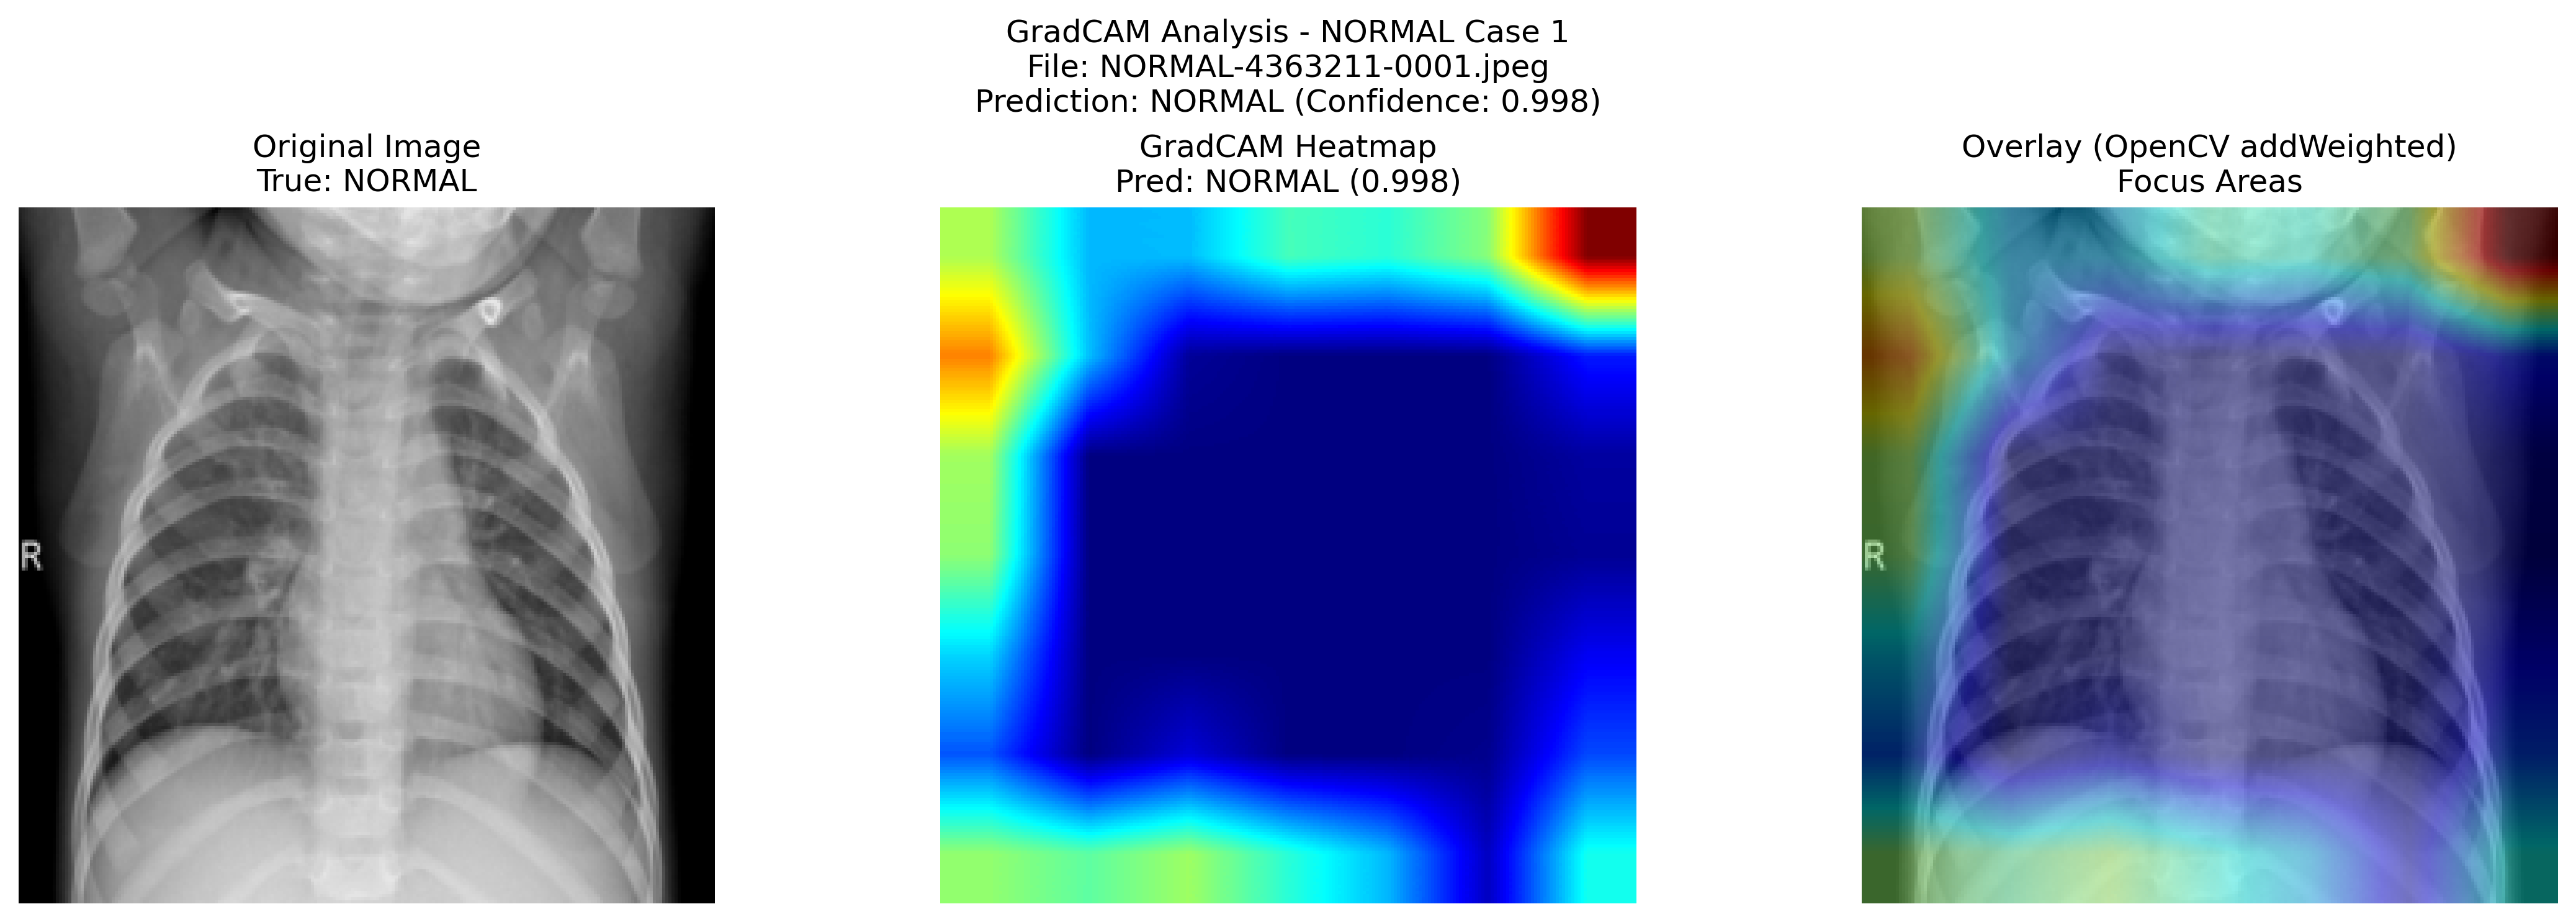 GradCAM Analysis - NORMAL Case 1
File: NORMAL-4363211-0001.jpeg
Prediction: NORMAL (Confidence: 0.998)
Original Image
True: NORMAL
GradCAM Heatmap
Pred: NORMAL (0.998)
Overlay (OpenCV addWeighted)
Focus Areas
R
R